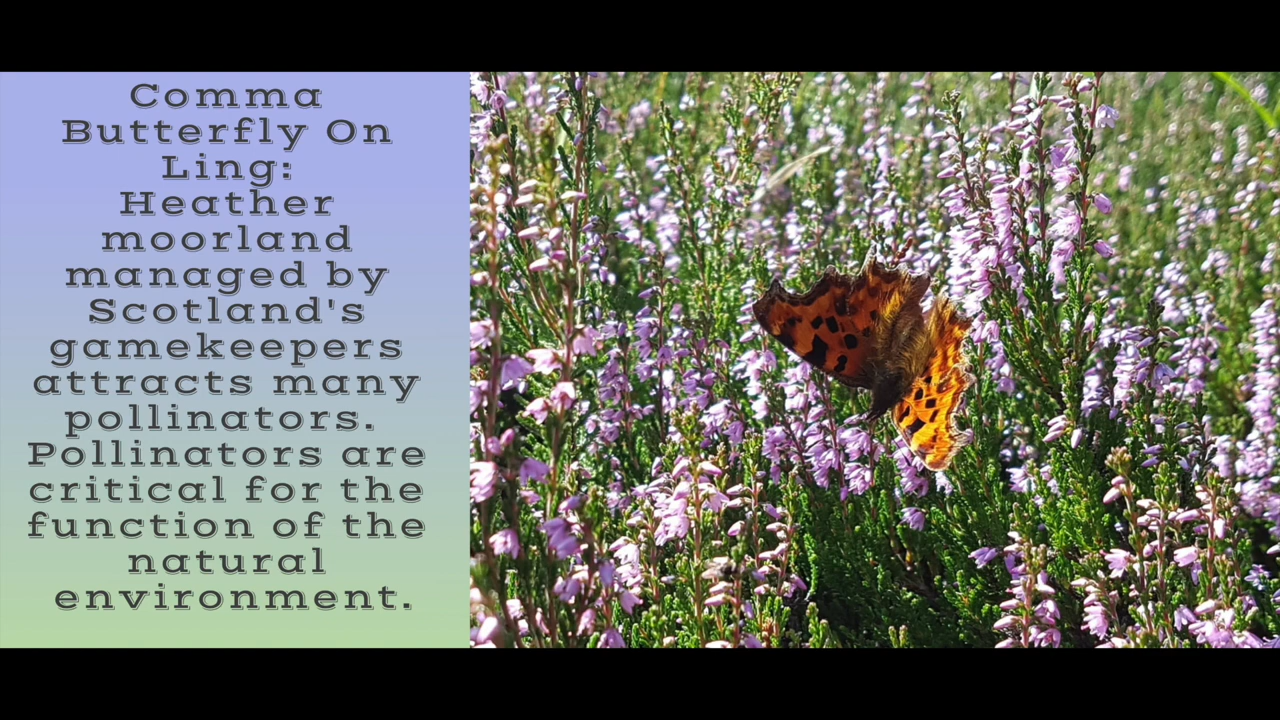 Comma
Butterfly On
Ling:
Heather
moorland
managed by
Scotland's
gamekeepers
attracts many
pollinators.
Pollinators are
critical for the
function of the
natural
environment.